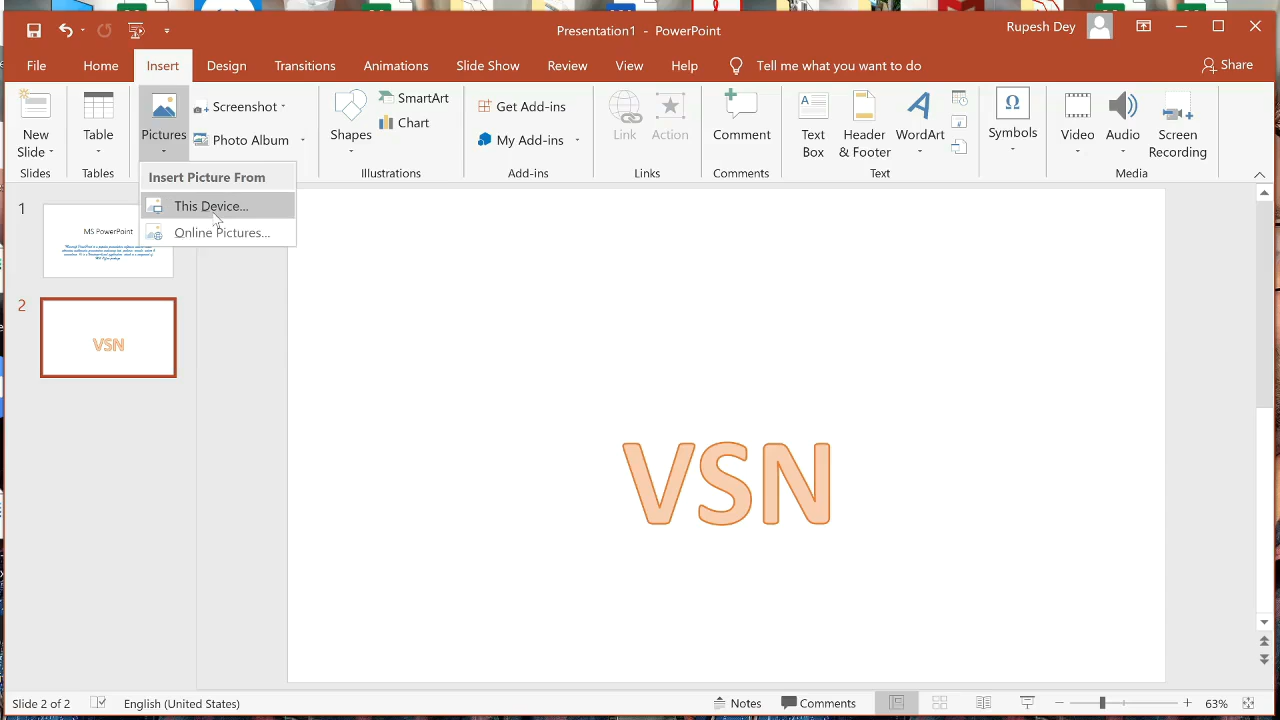 Presentation1 - PowerPoint
Rupesh Dey
File Home Insert Design Transitions Animations Slide Show Review View Help Tell me what you want to do Share
New Slide
Slides
Table
Tables
Pictures
Screenshot
Photo Album
Shapes
SmartArt
Chart
Illustrations
Get Add-ins
My Add-ins
Add-ins
Link
Action
Links
Comment
Comments
Text
Box
Header
& Footer
WordArt
Text
Ω
Symbols
Video
Audio
Screen
Recording
Media
Insert Picture From
This Device...
Online Pictures...
1
MS PowerPoint
2
VSN
VSN
Slide 2 of 2
English (United States)
Notes
Comments
63%